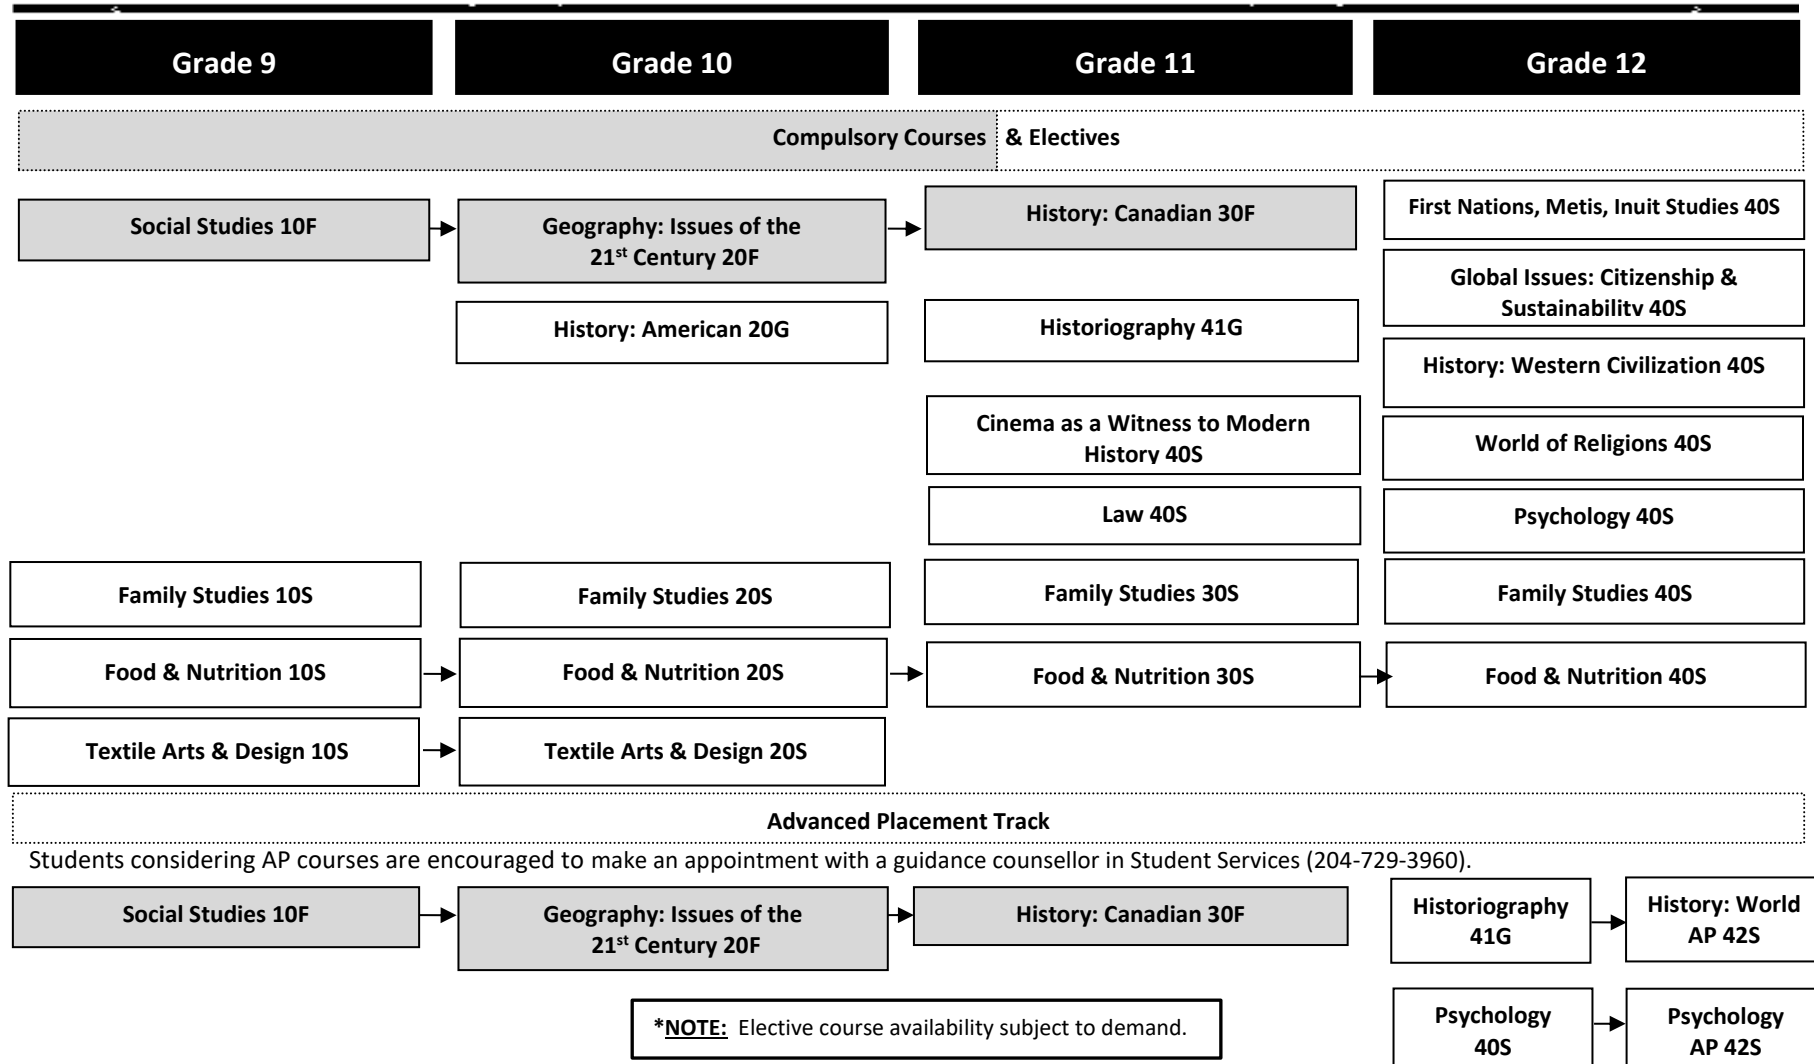 Grade 9
Grade 10
Grade 11
Grade 12
Compulsory Courses & Electives
Social Studies 10F
Geography: Issues of the
21st Century 20F
History: Canadian 30F
First Nations, Metis, Inuit Studies 40S
Global Issues: Citizenship &
Sustainability 40S
History: American 20G
Historiography 41G
History: Western Civilization 40S
Cinema as a Witness to Modern
History 40S
World of Religions 40S
Law 40S
Psychology 40S
Family Studies 10S
Family Studies 20S
Family Studies 30S
Family Studies 40S
Food & Nutrition 10S
Food & Nutrition 20S
Food & Nutrition 30S
Food & Nutrition 40S
Textile Arts & Design 10S
Textile Arts & Design 20S
Advanced Placement Track
Students considering AP courses are encouraged to make an appointment with a guidance counsellor in Student Services (204-729-3960).
Social Studies 10F
Geography: Issues of the
21st Century 20F
History: Canadian 30F
Historiography
41G
History: World
AP 42S
*NOTE: Elective course availability subject to demand.
Psychology
40S
Psychology
AP 42S